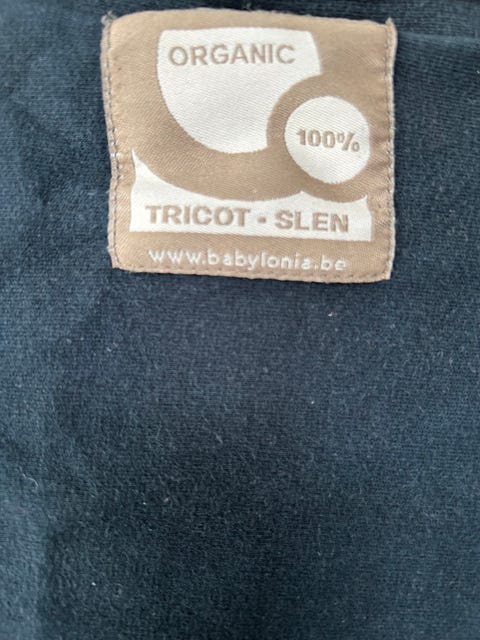 ORGANIC
100%
TRICOT - SLEN
www.babylonia.be